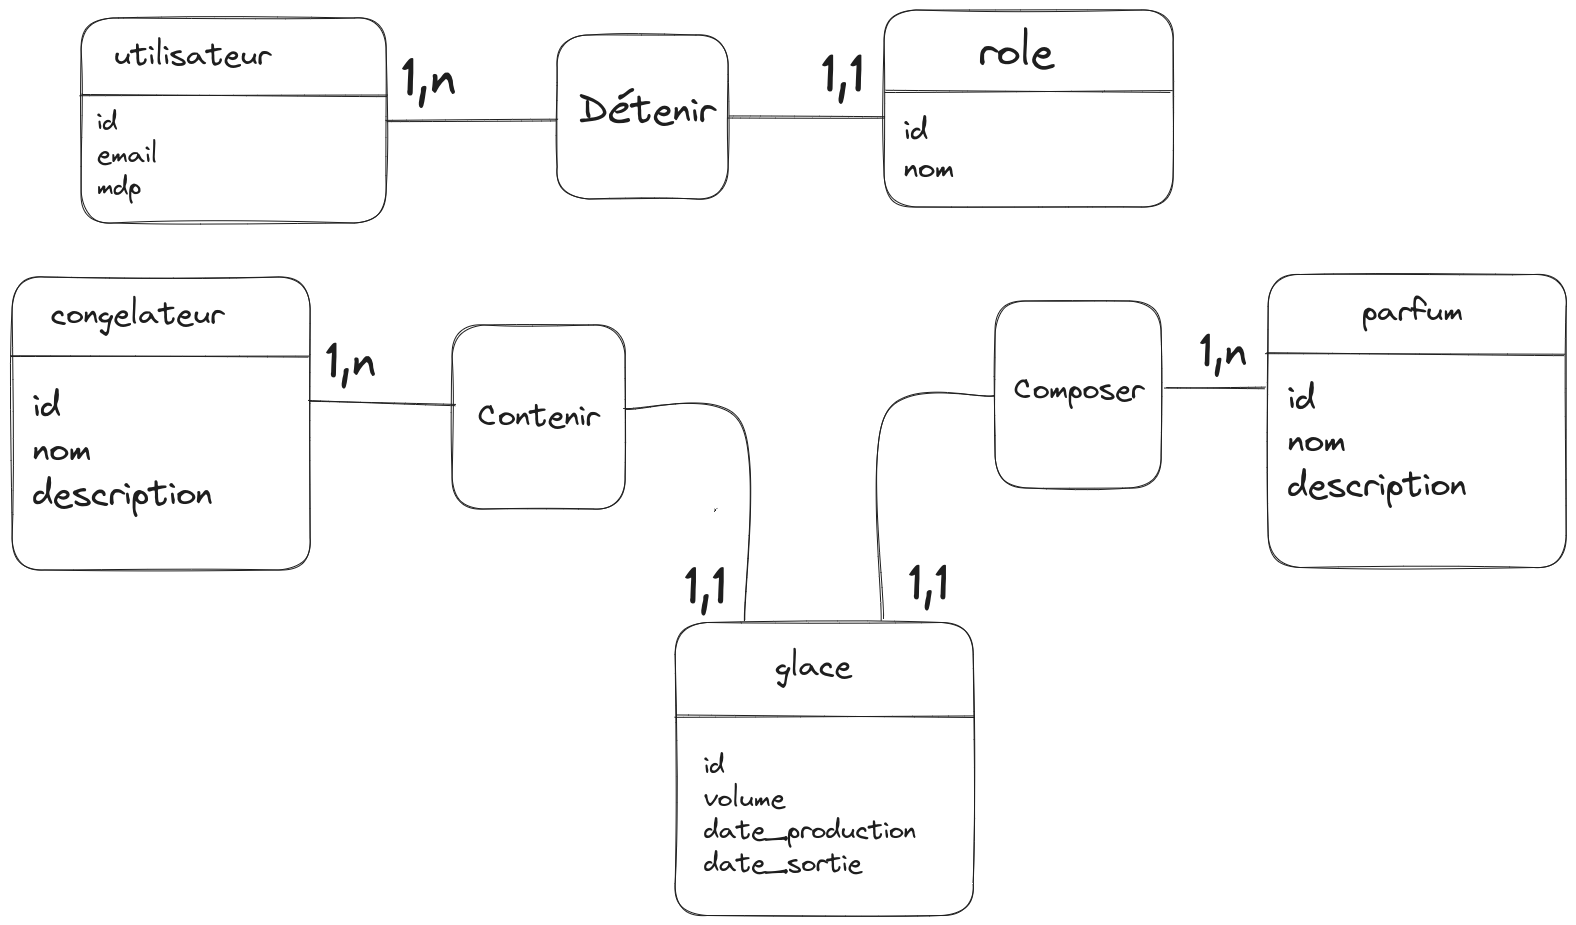 utilisateur
id
email
mdp
1,n
Détenir
1,1
role
id
nom
congelateur
id
nom
description
1,n
Contenir
1,1
Composer
1,n
parfum
id
nom
description
1,1
glace
id
volume
date_production
date_sortie